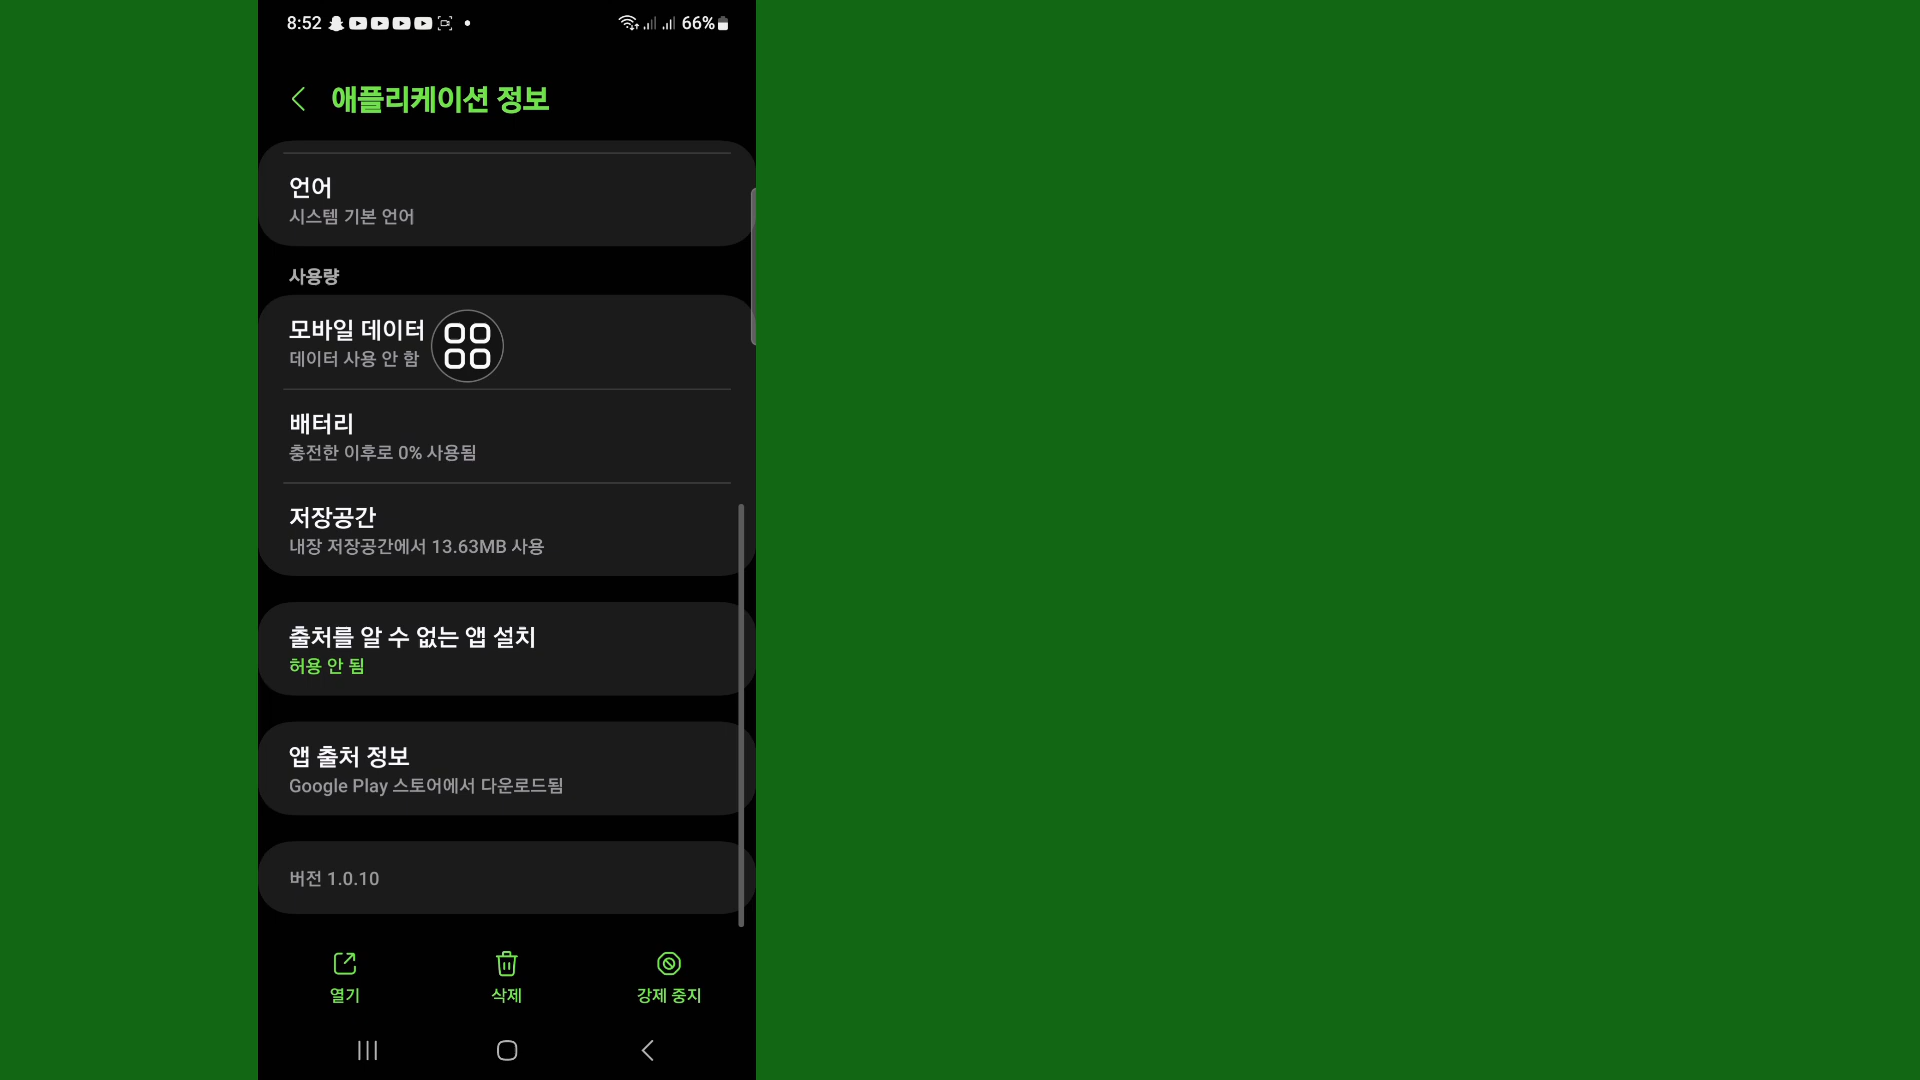 8:52
66%
애플리케이션 정보
언어
시스템 기본 언어
사용량
모바일 데이터
데이터 사용 안 함
배터리
충전한 이후로 0% 사용됨
저장공간
내장 저장공간에서 13.63MB 사용
출처를 알 수 없는 앱 설치
허용 안 됨
앱 출처 정보
Google Play 스토어에서 다운로드됨
버전 1.0.10
열기
삭제
강제 중지